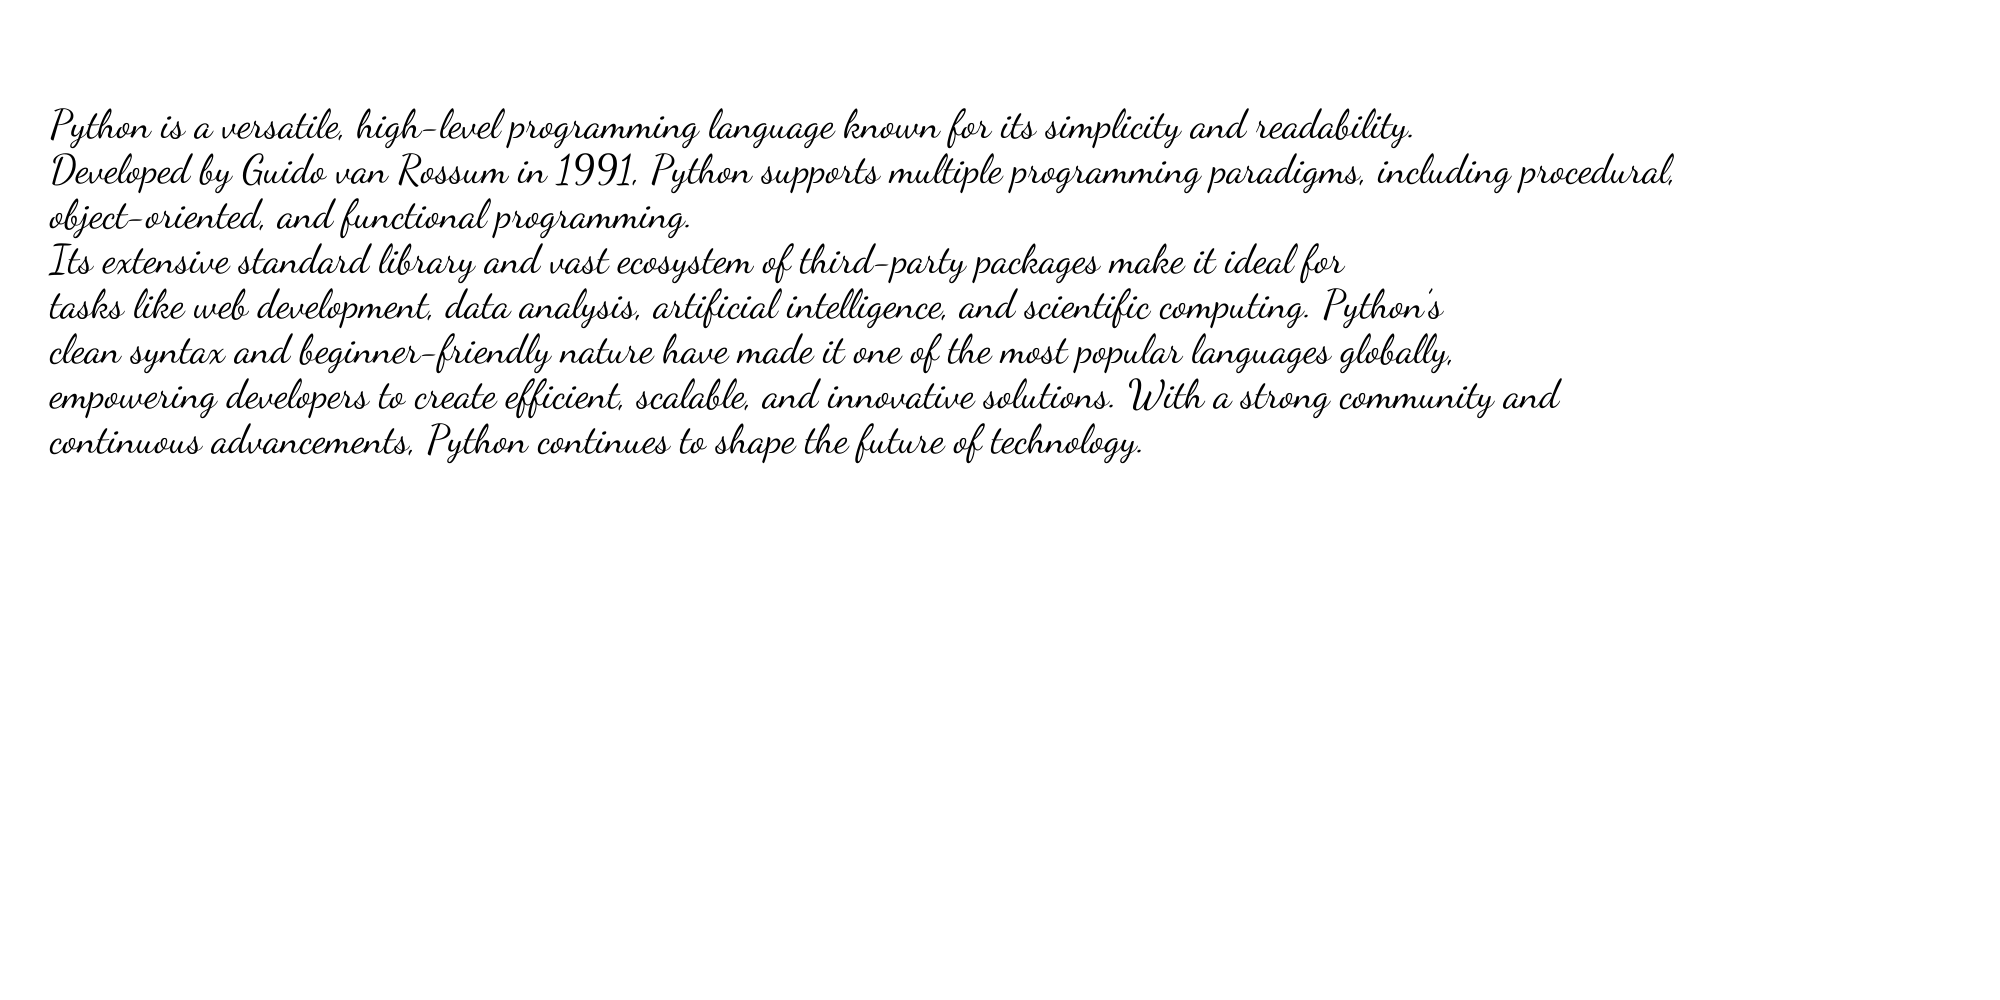 Python is a versatile, high-level programming language known for its simplicity and readability.
Developed by Guido van Rossum in 1991, Python supports multiple programming paradigms, including procedural,
object-oriented, and functional programming.
Its extensive standard library and vast ecosystem of third-party packages make it ideal for
tasks like web development, data analysis, artificial intelligence, and scientific computing. Python's
clean syntax and beginner-friendly nature have made it one of the most popular languages globally,
empowering developers to create efficient, scalable, and innovative solutions. With a strong community and
continuous advancements, Python continues to shape the future of technology.